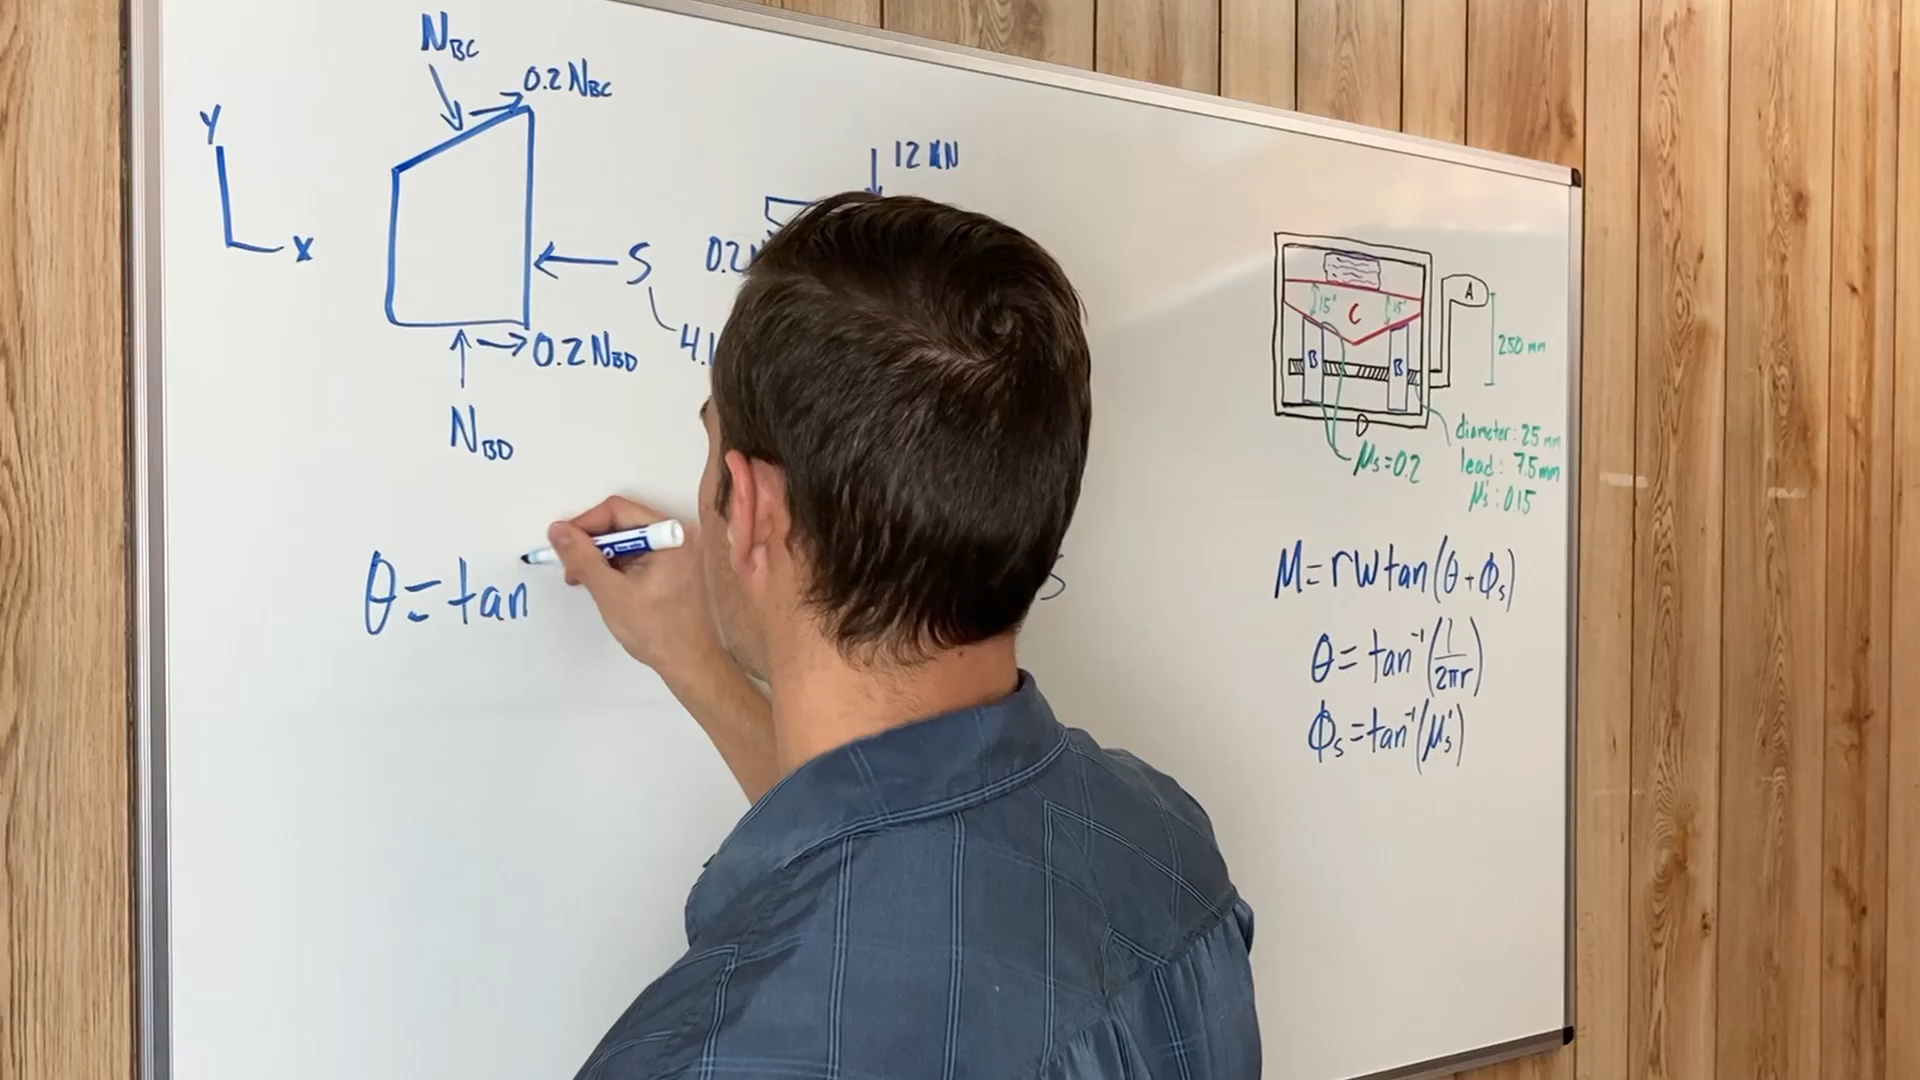 N_BC
0.2 N_BC
Y
X
12 KN
S
0.2
4.1
0.2 N_BD
N_BD
θ = tan
S
A
15°
15°
C
B
B
250 mm
D
μs = 0.2
diameter: 25 mm
lead: 7.5 mm
μ's: 0.15
M = rWtan(θ + ϕs)
θ = tan⁻¹(l/2πr)
ϕs = tan⁻¹(μ's)